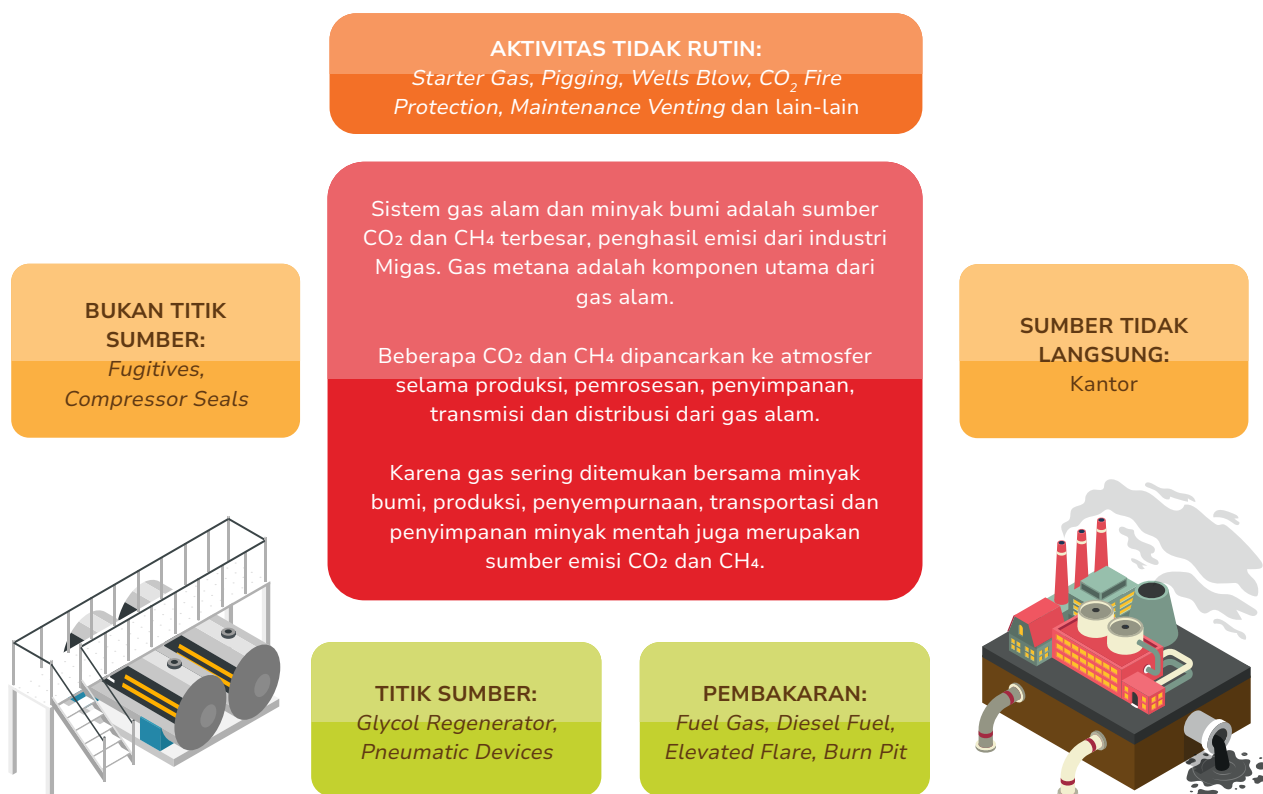 AKTIVITAS TIDAK RUTIN:
Starter Gas, Pigging, Wells Blow, CO₂ Fire
Protection, Maintenance Venting dan lain-lain
Sistem gas alam dan minyak bumi adalah sumber
CO₂ dan CH₄ terbesar, penghasil emisi dari industri
Migas. Gas metana adalah komponen utama dari
gas alam.
Beberapa CO₂ dan CH₄ dipancarkan ke atmosfer
selama produksi, pemrosesan, penyimpanan,
transmisi dan distribusi dari gas alam.
Karena gas sering ditemukan bersama minyak
bumi, produksi, penyempurnaan, transportasi dan
penyimpanan minyak mentah juga merupakan
sumber emisi CO₂ dan CH₄.
BUKAN TITIK
SUMBER:
Fugitives,
Compressor Seals
SUMBER TIDAK
LANGSUNG:
Kantor
TITIK SUMBER:
Glycol Regenerator,
Pneumatic Devices
PEMBAKARAN:
Fuel Gas, Diesel Fuel,
Elevated Flare, Burn Pit